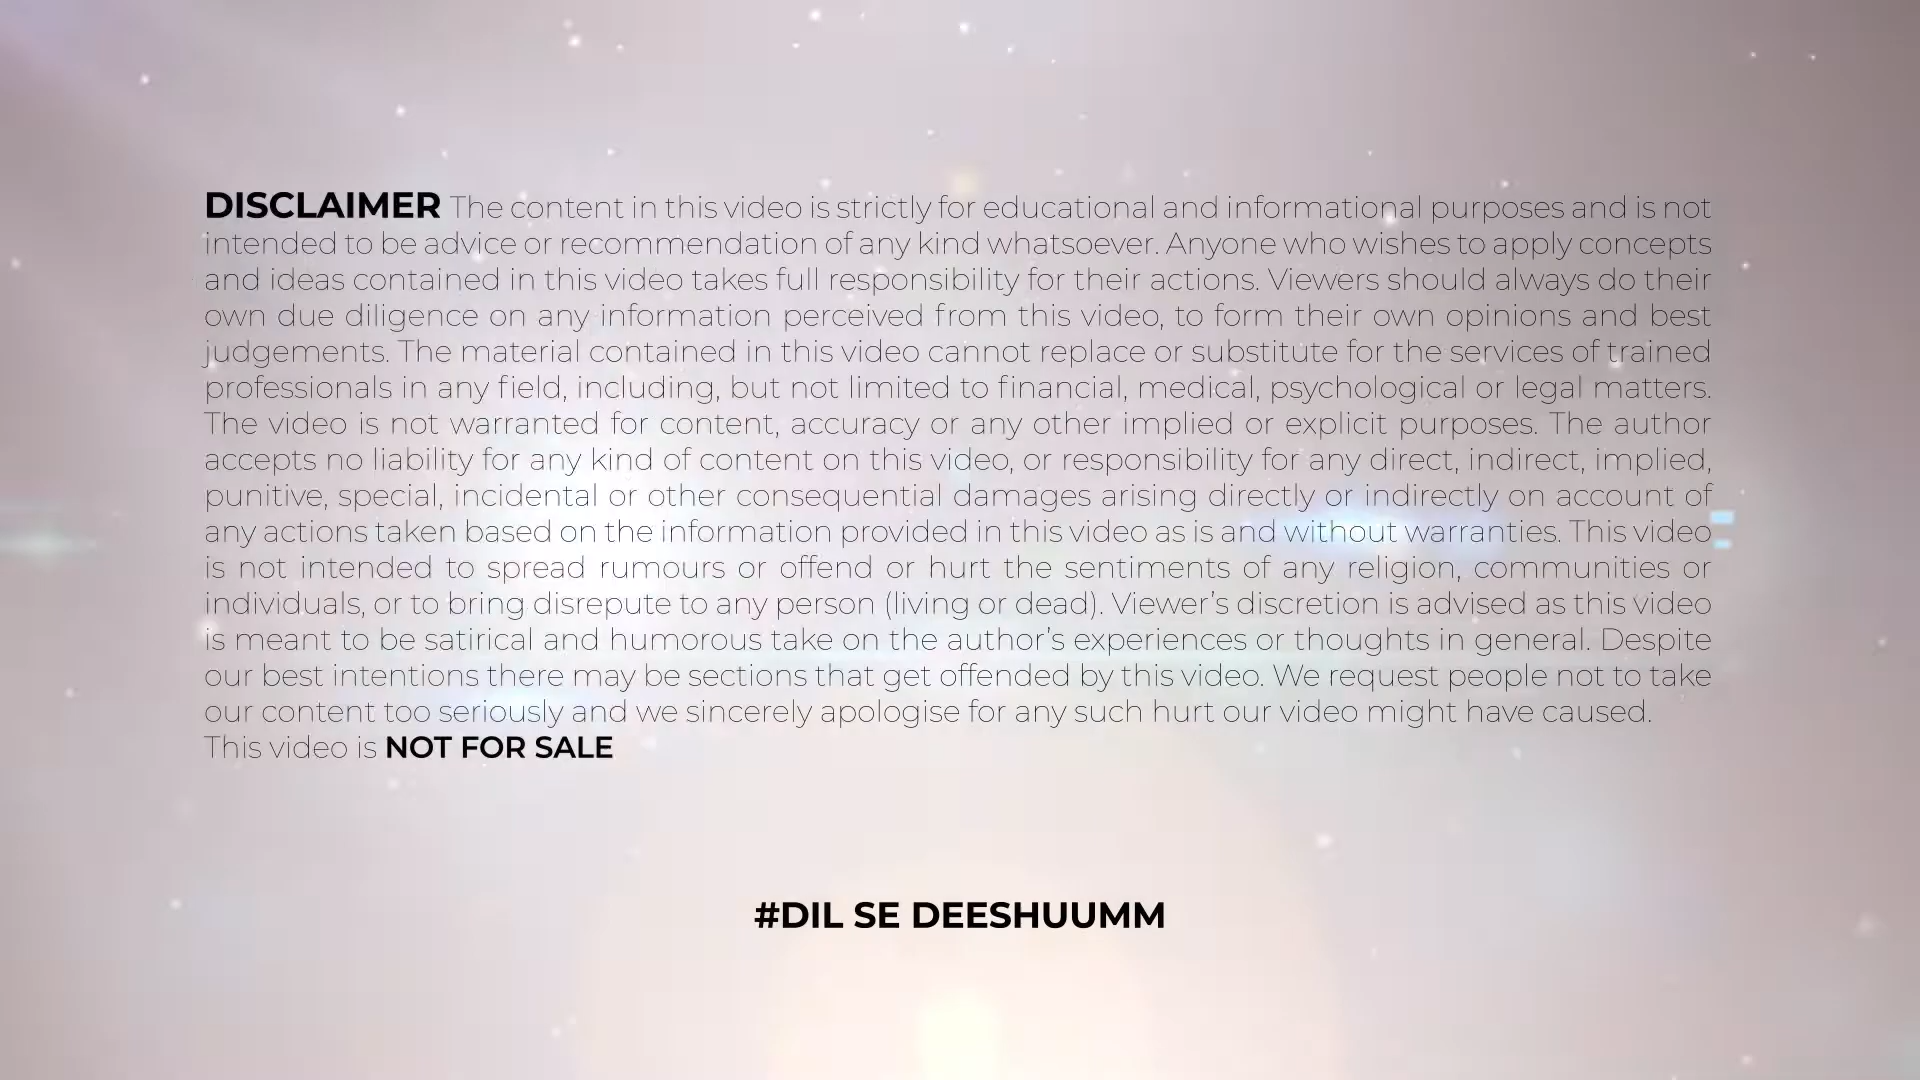 DISCLAIMER The content in this video is strictly for educational and informational purposes and is not
intended to be advice or recommendation of any kind whatsoever. Anyone who wishes to apply concepts
and ideas contained in this video takes full responsibility for their actions. Viewers should always do their
own due diligence on any information perceived from this video, to form their own opinions and best
judgements. The material contained in this video cannot replace or substitute for the services of trained
professionals in any field, including, but not limited to financial, medical, psychological or legal matters.
The video is not warranted for content, accuracy or any other implied or explicit purposes. The author
accepts no liability for any kind of content on this video, or responsibility for any direct, indirect, implied,
punitive, special, incidental or other consequential damages arising directly or indirectly on account of
any actions taken based on the information provided in this video as is and without warranties. This video
is not intended to spread rumours or offend or hurt the sentiments of any religion, communities or
individuals, or to bring disrepute to any person (living or dead). Viewer’s discretion is advised as this video
is meant to be satirical and humorous take on the author’s experiences or thoughts in general. Despite
our best intentions there may be sections that get offended by this video. We request people not to take
our content too seriously and we sincerely apologise for any such hurt our video might have caused.
This video is NOT FOR SALE
#DIL SE DEESHUUMM